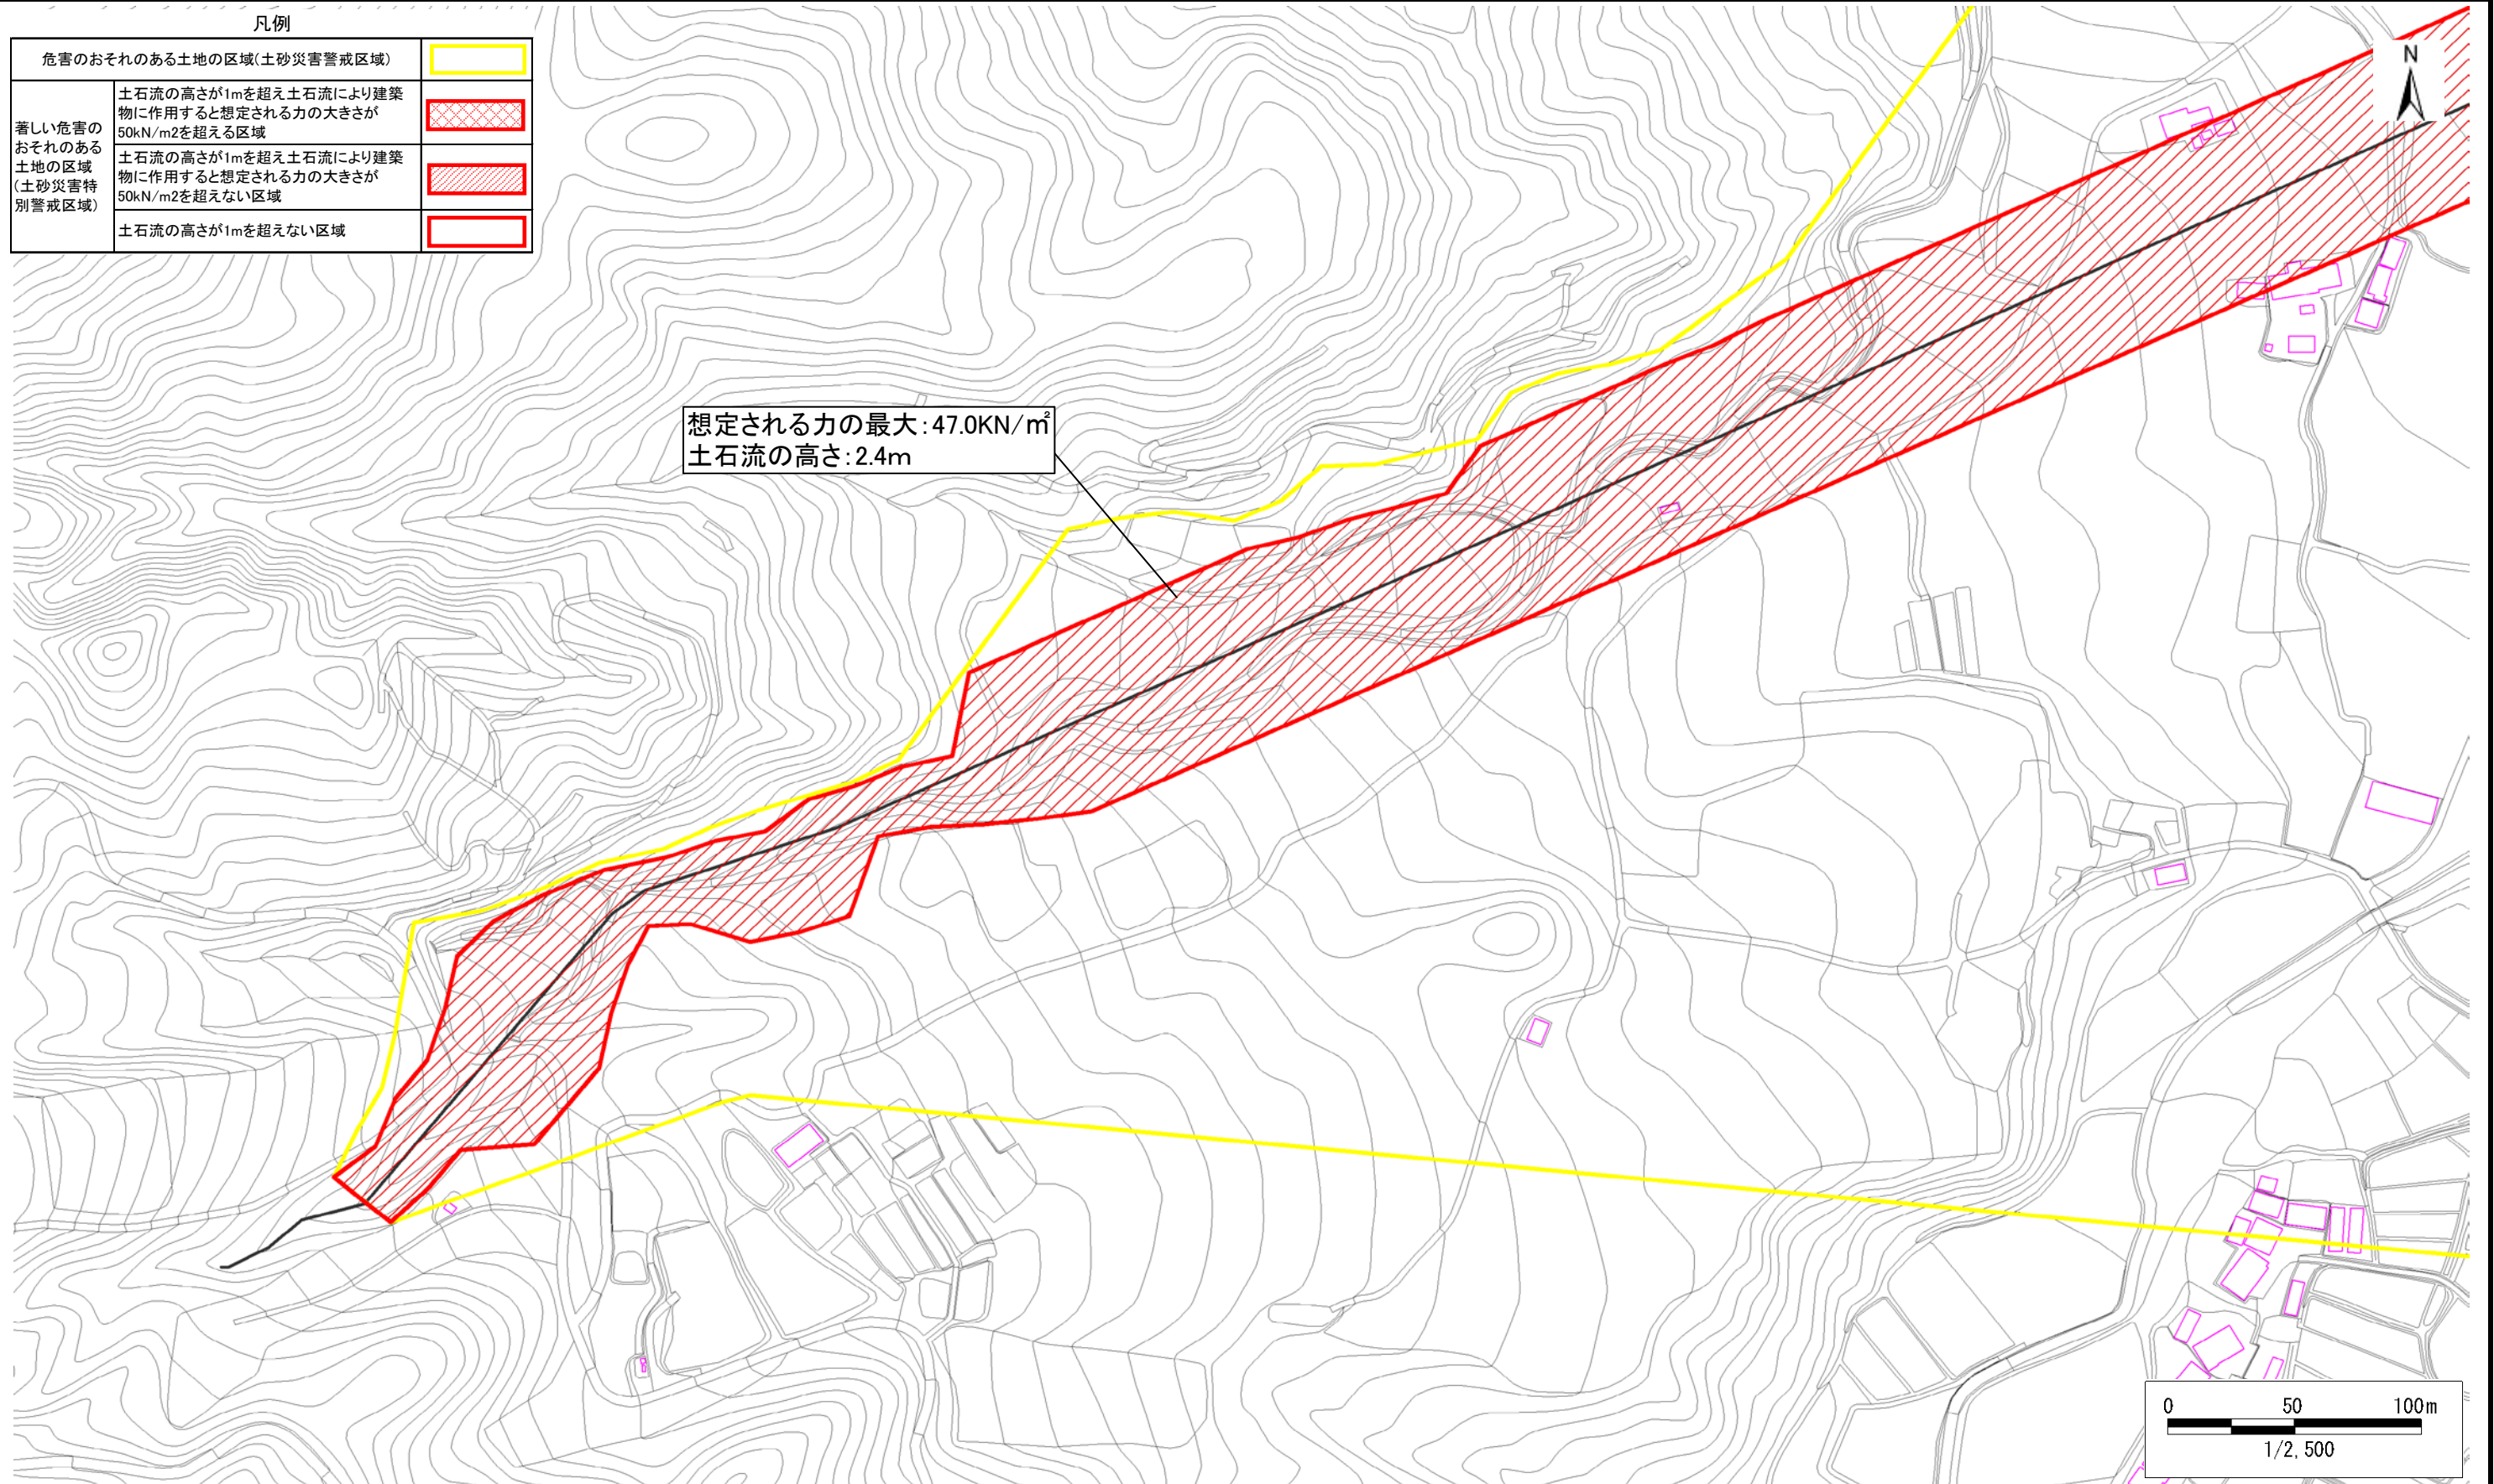 凡例
危害のおそれのある土地の区域(土砂災害警戒区域)
著しい危害の
おそれのある
土地の区域
(土砂災害特
別警戒区域)
土石流の高さが1mを超え土石流により建築
物に作用すると想定される力の大きさが
50kN/m2を超える区域
土石流の高さが1mを超え土石流により建築
物に作用すると想定される力の大きさが
50kN/m2を超えない区域
土石流の高さが1mを超えない区域
N
想定される力の最大:47.0KN/㎡
土石流の高さ:2.4m
0 50 100m
1/2,500